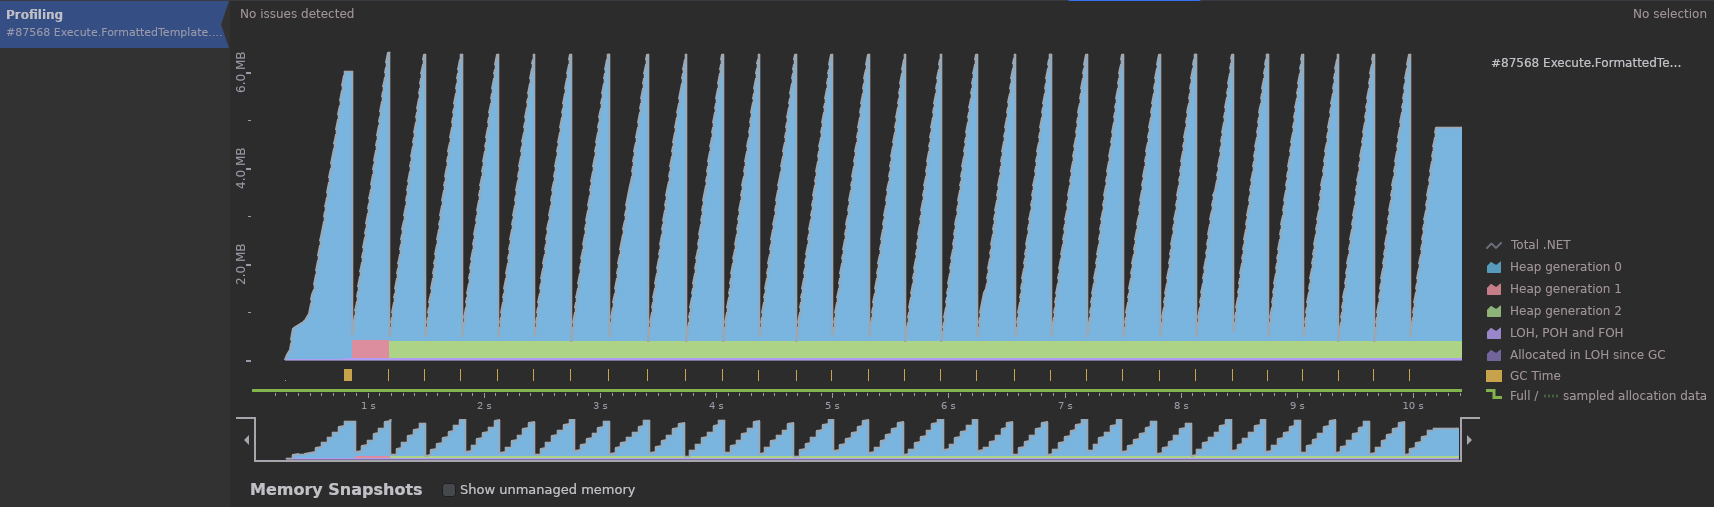 Profiling
#87568 Execute.FormattedTemplate....
No issues detected
No selection
6.0 MB
4.0 MB
2.0 MB
#87568 Execute.FormattedTe...
Total .NET
Heap generation 0
Heap generation 1
Heap generation 2
LOH, POH and FOH
Allocated in LOH since GC
GC Time
Full / sampled allocation data
1 s 2 s 3 s 4 s 5 s 6 s 7 s 8 s 9 s 10 s
Memory Snapshots
Show unmanaged memory